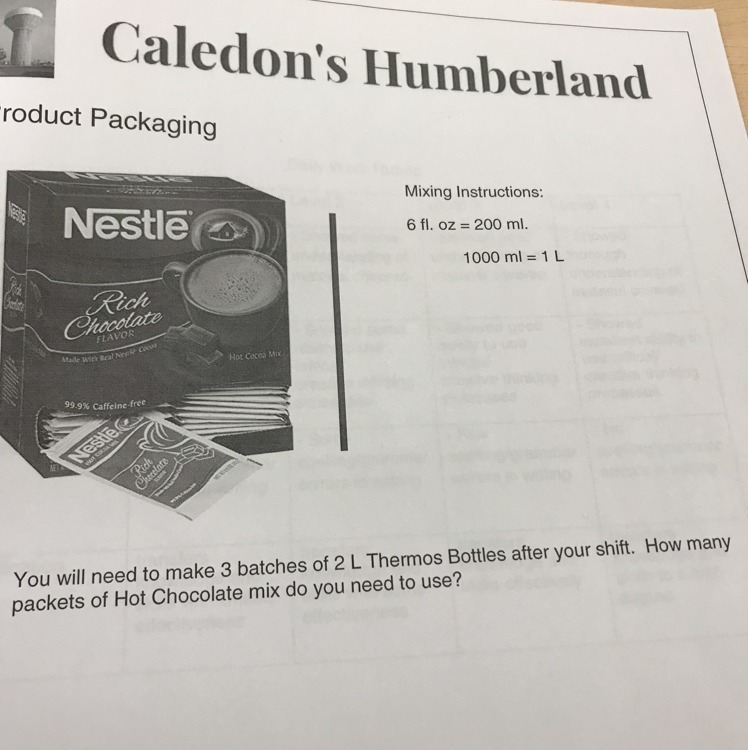 Caledon's Humberland
roduct Packaging
Nestlé
Nestlé
Nestlé
Rich
Chocolate
FLAVOR
Made With Real Nestlé Cocoa
Hot Cocoa Mix
99.9% Caffeine-free
Nestlé
Rich
Chocolate
Mixing Instructions:
6 fl. oz = 200 ml.
1000 ml = 1 L
You will need to make 3 batches of 2 L Thermos Bottles after your shift. How many
packets of Hot Chocolate mix do you need to use?